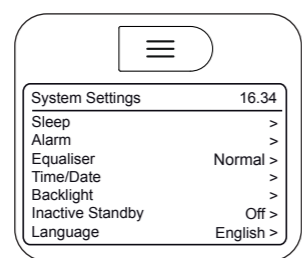 System Settings 16.34
Sleep >
Alarm >
Equaliser Normal >
Time/Date >
Backlight >
Inactive Standby Off >
Language English >